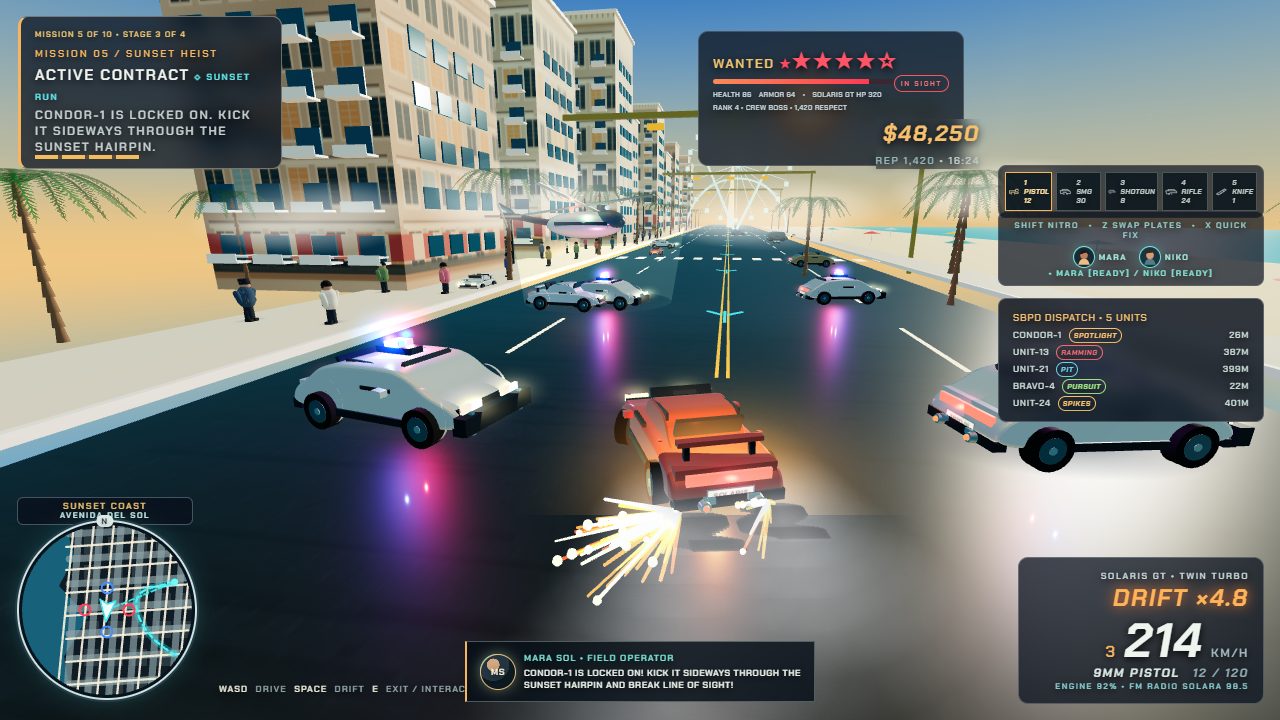 MISSION 5 OF 10 • STAGE 3 OF 4
MISSION 05 / SUNSET HEIST
ACTIVE CONTRACT ◇ SUNSET
RUN
CONDOR-1 IS LOCKED ON. KICK
IT SIDEWAYS THROUGH THE
SUNSET HAIRPIN.
WANTED ★★★★★☆
IN SIGHT
HEALTH 86 ARMOR 64 • SOLARIS GT HP 320
RANK 4 • CREW BOSS • 1,420 RESPECT
$48,250
REP 1,420 • 16:24
1 PISTOL 12
2 SMG 30
3 SHOTGUN 8
4 RIFLE 24
5 KNIFE 1
SHIFT NITRO • Z SWAP PLATES • X QUICK
FIX
MARA NIKO
• MARA [READY] / NIKO [READY]
SBPD DISPATCH • 5 UNITS
CONDOR-1 SPOTLIGHT 26M
UNIT-13 RAMMING 387M
UNIT-21 PIT 399M
BRAVO-4 PURSUIT 22M
UNIT-24 SPIKES 401M
SOLARIS
SUNSET COAST
AVENIDA DEL SOL
N
WASD DRIVE SPACE DRIFT E EXIT / INTERAC
MS
MARA SOL • FIELD OPERATOR
CONDOR-1 IS LOCKED ON! KICK IT SIDEWAYS THROUGH THE
SUNSET HAIRPIN AND BREAK LINE OF SIGHT!
SOLARIS GT • TWIN TURBO
DRIFT ×4.8
3 214 KM/H
9MM PISTOL 12 / 120
ENGINE 92% • FM RADIO SOLARA 98.5